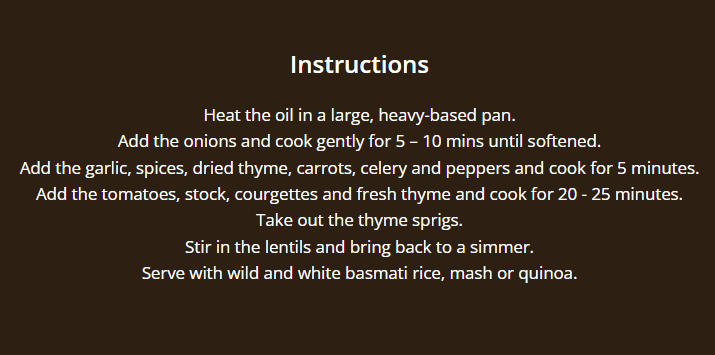 Instructions
Heat the oil in a large, heavy-based pan.
Add the onions and cook gently for 5 – 10 mins until softened.
Add the garlic, spices, dried thyme, carrots, celery and peppers and cook for 5 minutes.
Add the tomatoes, stock, courgettes and fresh thyme and cook for 20 - 25 minutes.
Take out the thyme sprigs.
Stir in the lentils and bring back to a simmer.
Serve with wild and white basmati rice, mash or quinoa.